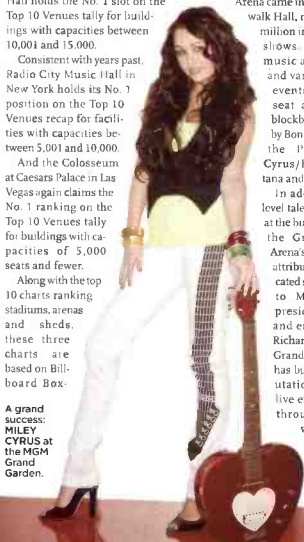 Hall holds the No. 1 slot on the
Top 10 Venues tally for build-
ings with capacities between
10,001 and 15,000.
Consistent with years past,
Radio City Music Hall in
New York holds its No. 1
position on the Top 10
Venues recap for facili-
ties with capacities be-
tween 5,001 and 10,000.
And the Colosseum
at Caesars Palace in Las
Vegas again claims the
No. 1 ranking on the
Top 10 Venues tally
for buildings with ca-
pacities of 5,000
seats and fewer.
Along with the top
10 charts ranking
stadiums, arenas
and sheds,
these three
charts are
based on Bill-
board Box-
A grand
success:
MILEY
CYRUS at
the MGM
Grand
Garden.
Arena came in
walk Hall,
million in
shows.
music a
and va
event
seat a
blockb
by Bon
the P
Cyrus/
tana and
In ad
level tale
at the bu
the Gr
Arena's
attribu
cated s
to M
presid
and en
Richar
Grand
has bu
utatio
live e
throu